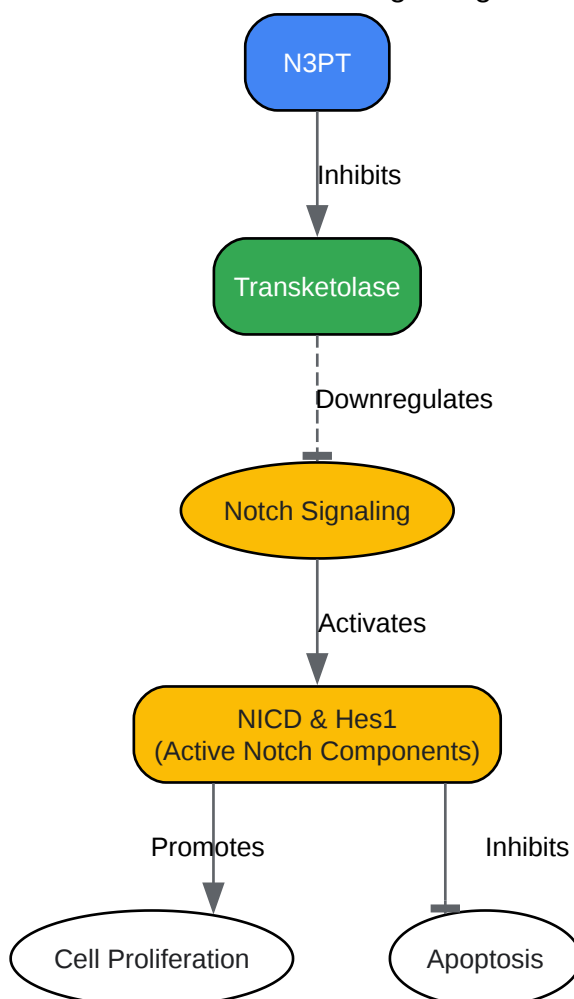 N3PT
Inhibits
Transketolase
Downregulates
Notch Signaling
Activates
NICD & Hes1
(Active Notch Components)
Promotes
Inhibits
Cell Proliferation
Apoptosis